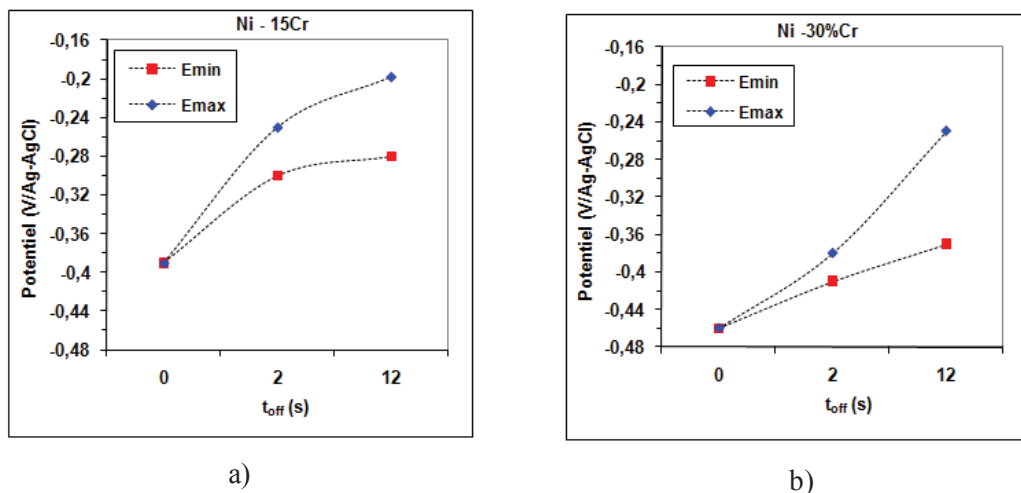 Ni - 15Cr
-0,16
-0,2
-0,24
-0,28
-0,32
-0,36
-0,4
-0,44
-0,48
Potentiel (V/Ag-AgCl)
Emin
Emax
0 2 12
toff (s)
a)
Ni -30%Cr
-0,16
-0,2
-0,24
-0,28
-0,32
-0,36
-0,4
-0,44
-0,48
Potentiel (V/Ag-AgCl)
Emin
Emax
0 2 12
toff (s)
b)